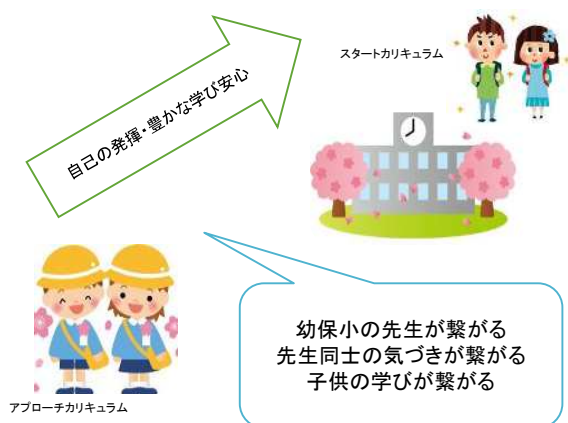 スタートカリキュラム
自己の発揮・豊かな学び安心
幼保小の先生が繋がる
先生同士の気づきが繋がる
子供の学びが繋がる
アプローチカリキュラム